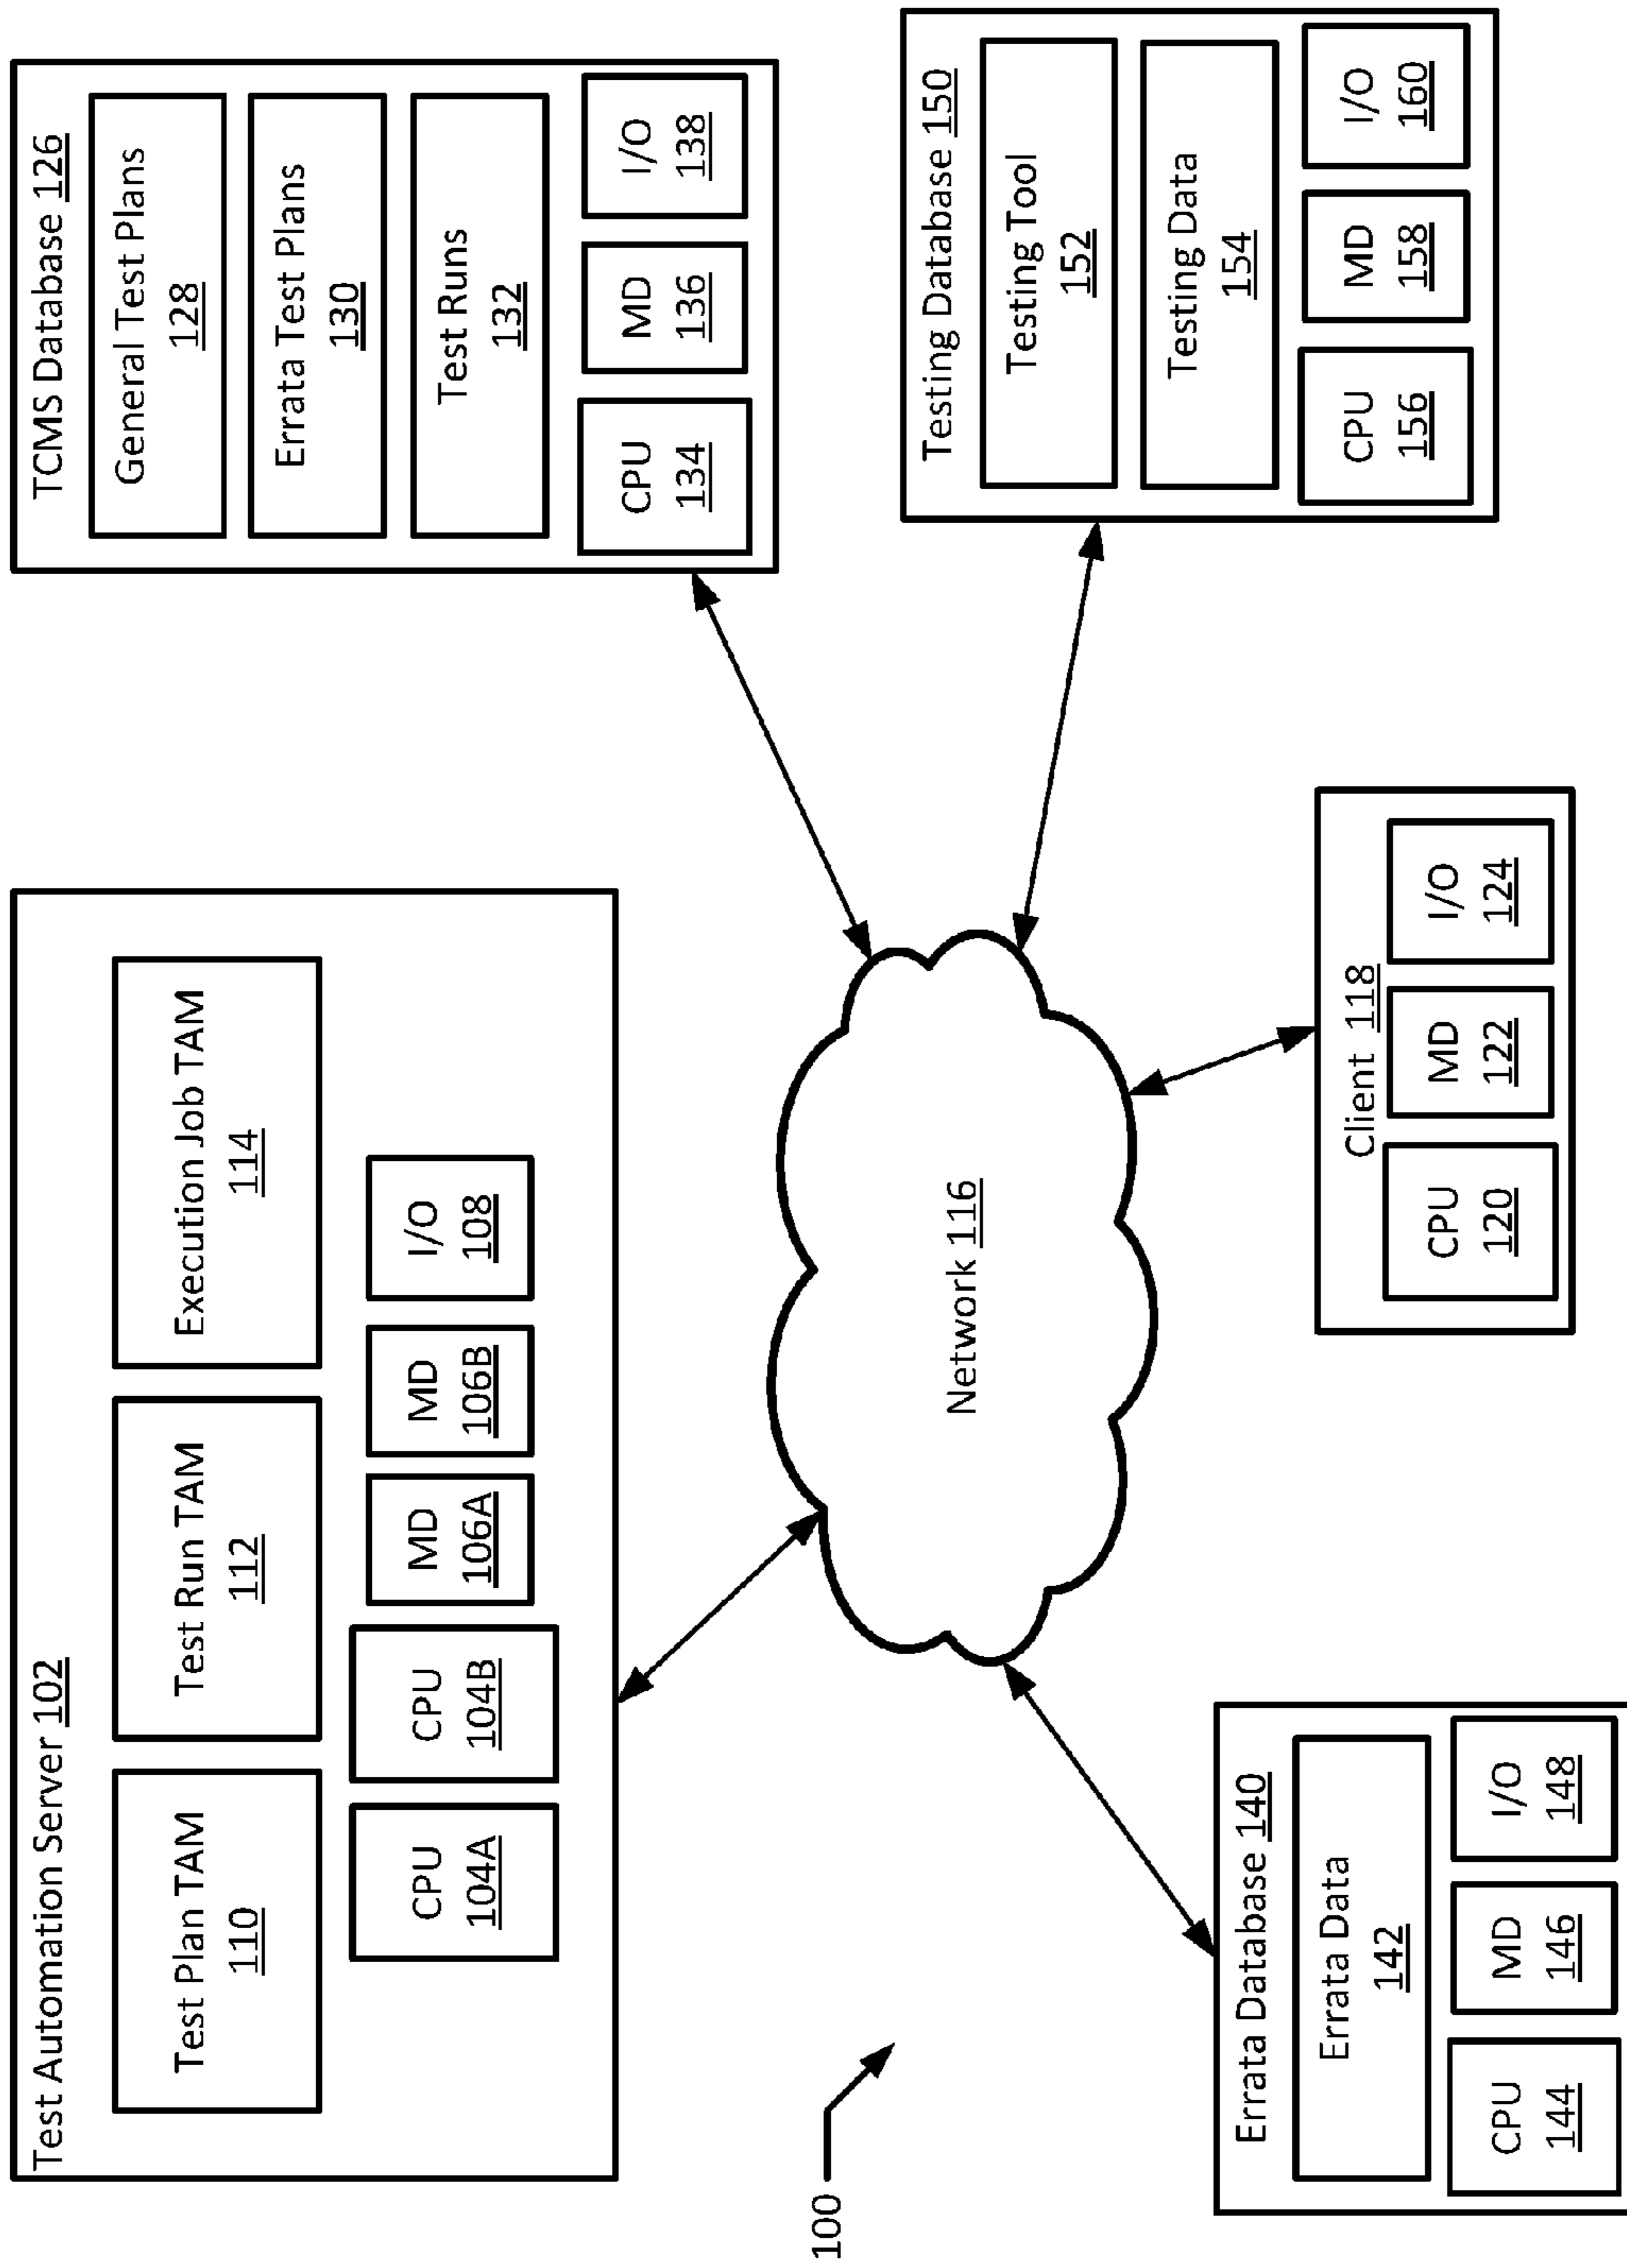 Test Automation Server 102
Test Plan TAM
110
Test Run TAM
112
Execution Job TAM
114
CPU
104A
CPU
104B
MD
106A
MD
106B
I/O
108
TCMS Database 126
General Test Plans
128
Errata Test Plans
130
Test Runs
132
CPU
134
MD
136
I/O
138
100
Network 116
Errata Database 140
Errata Data
142
CPU
144
MD
146
I/O
148
Client 118
CPU
120
MD
122
I/O
124
Testing Database 150
Testing Tool
152
Testing Data
154
CPU
156
MD
158
I/O
160